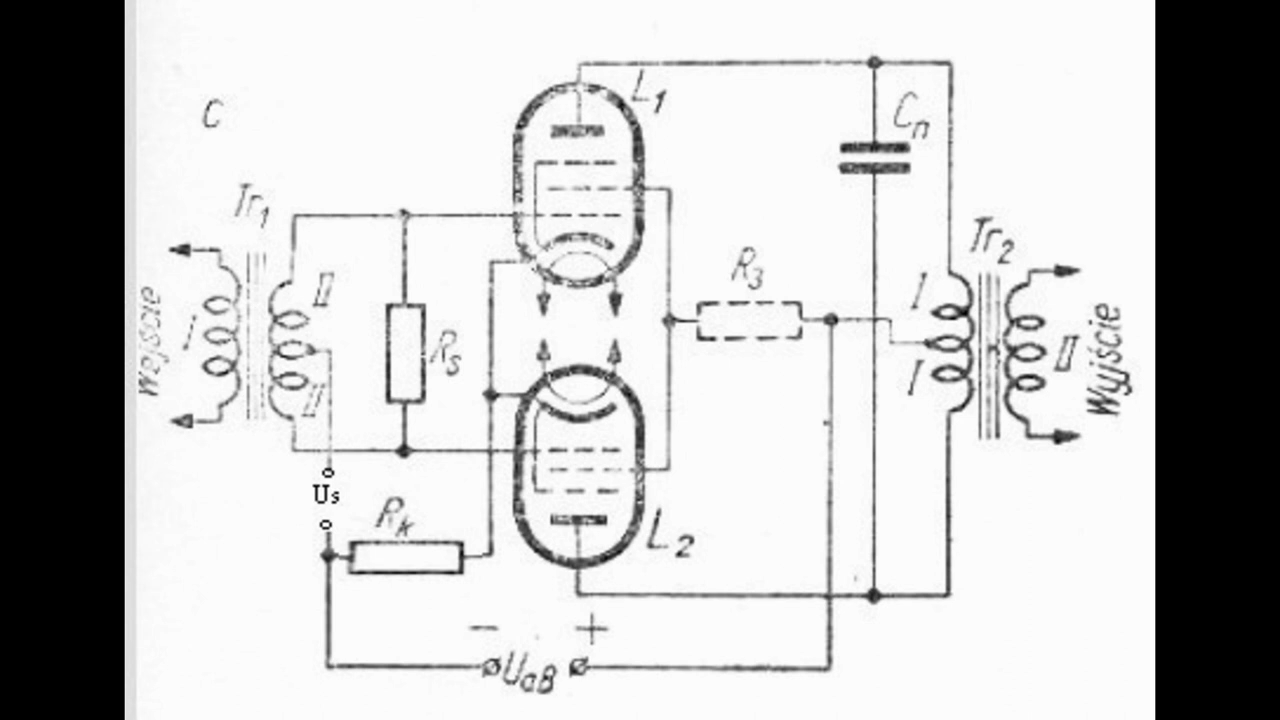 C
L₁
Cₙ
Tr₁
Tr₂
II
I
Wejście
I
Rₛ
R₃
II
I
II
Wyjście
Us
Rₖ
L₂
− +
UaB